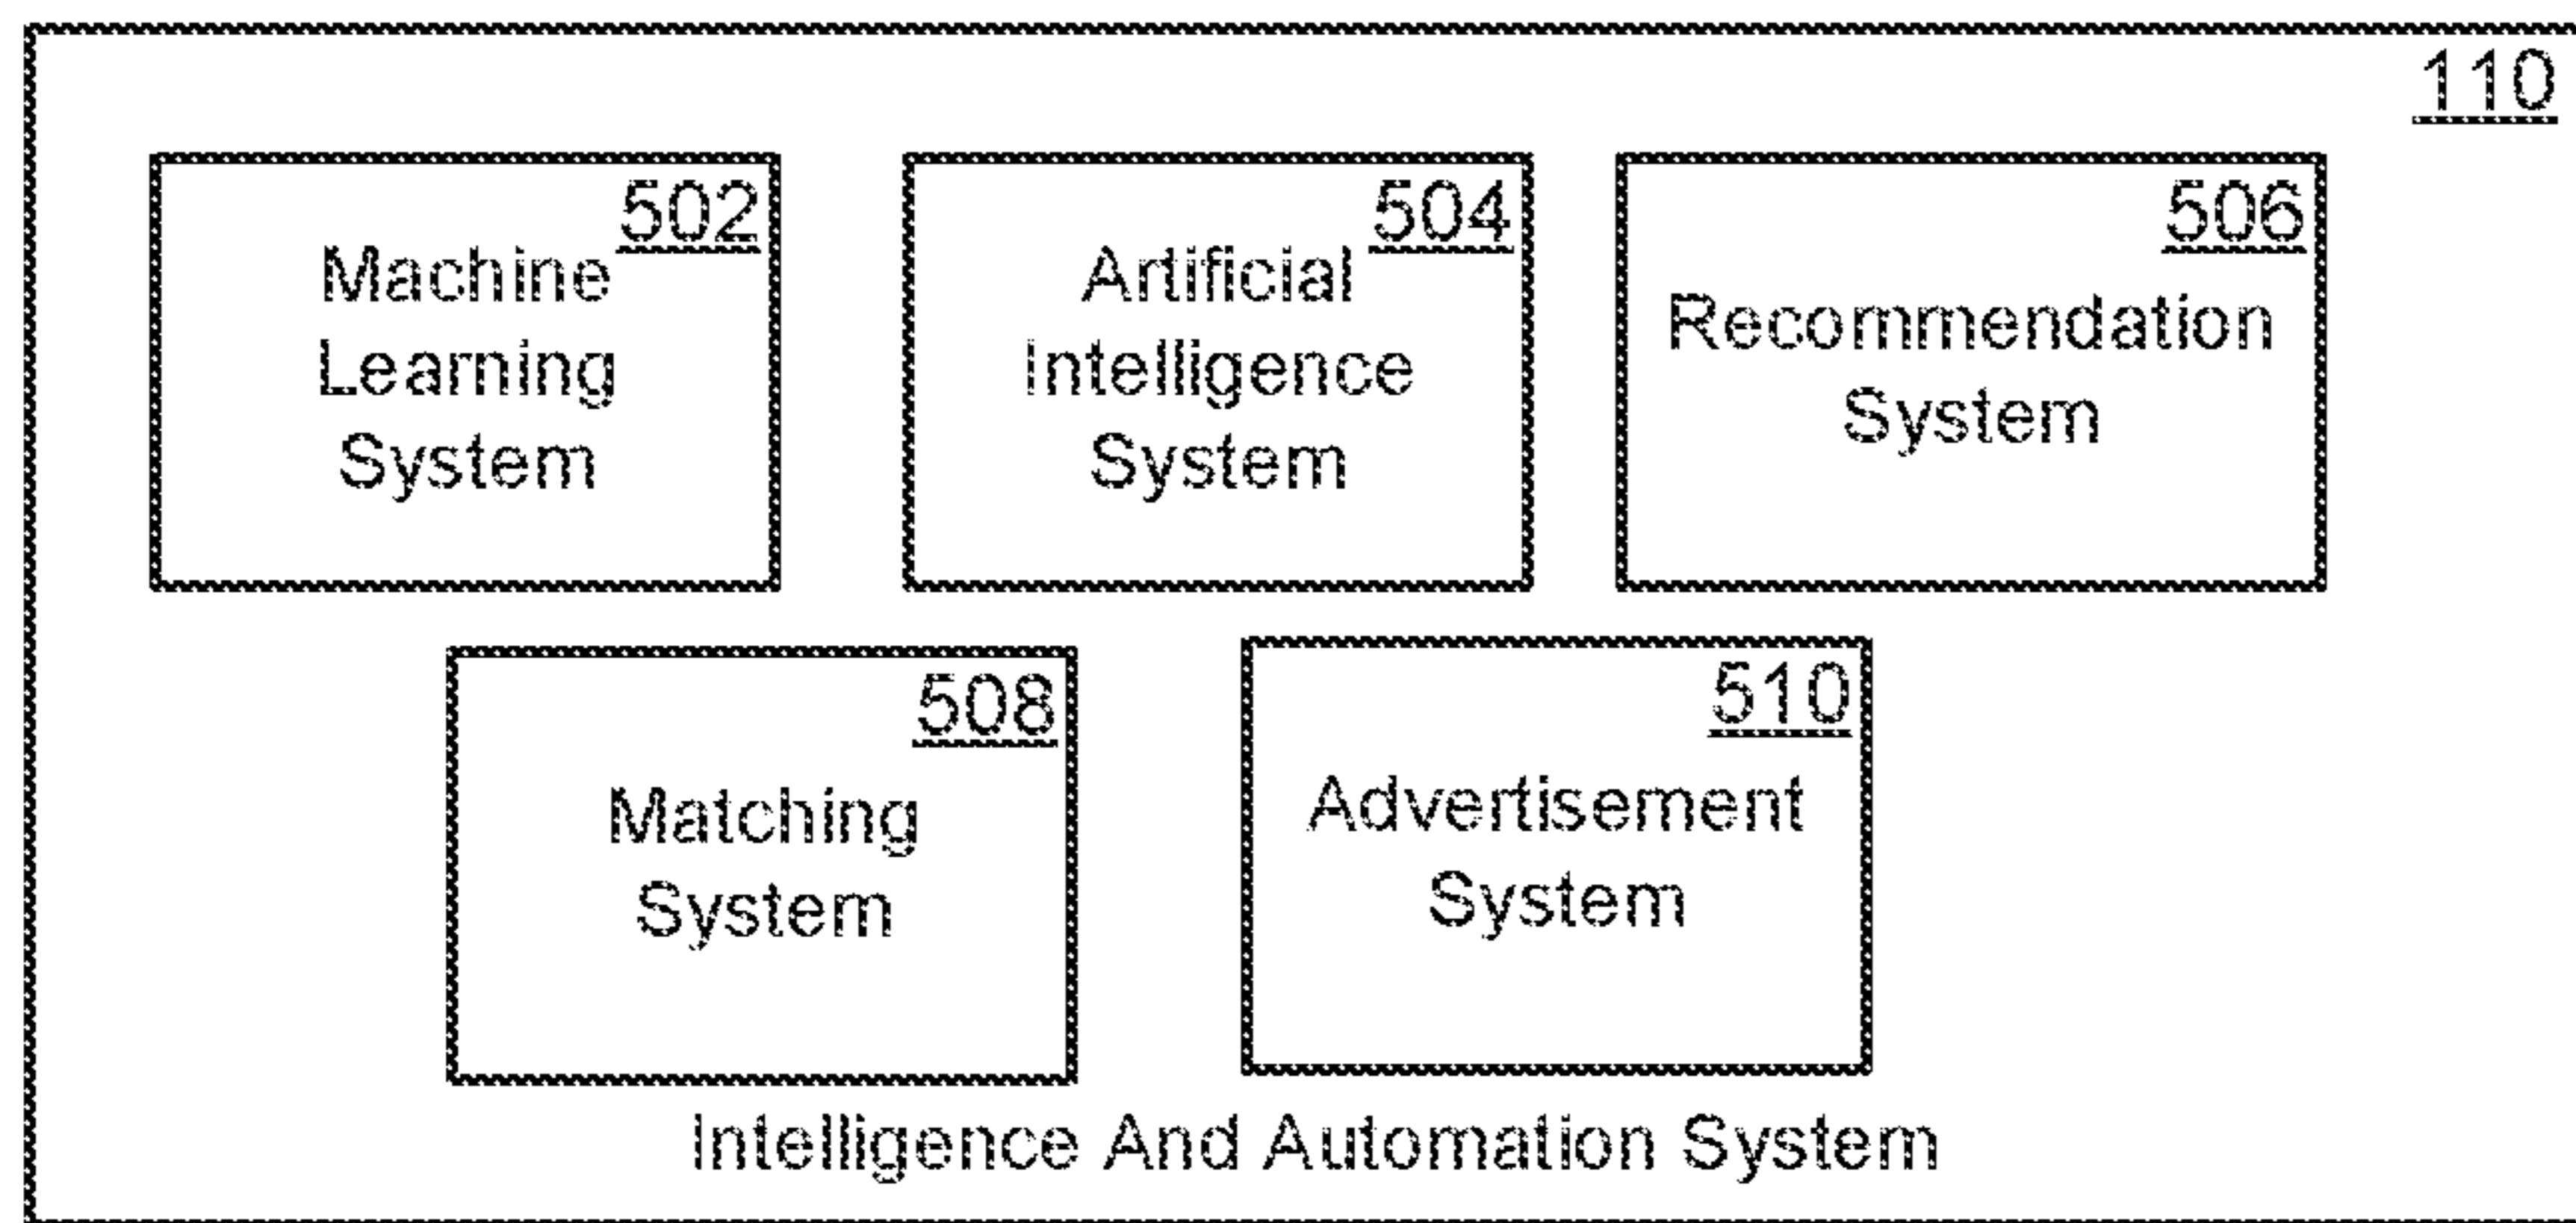 110
502
Machine
Learning
System
504
Artificial
Intelligence
System
506
Recommendation
System
508
Matching
System
510
Advertisement
System
Intelligence And Automation System